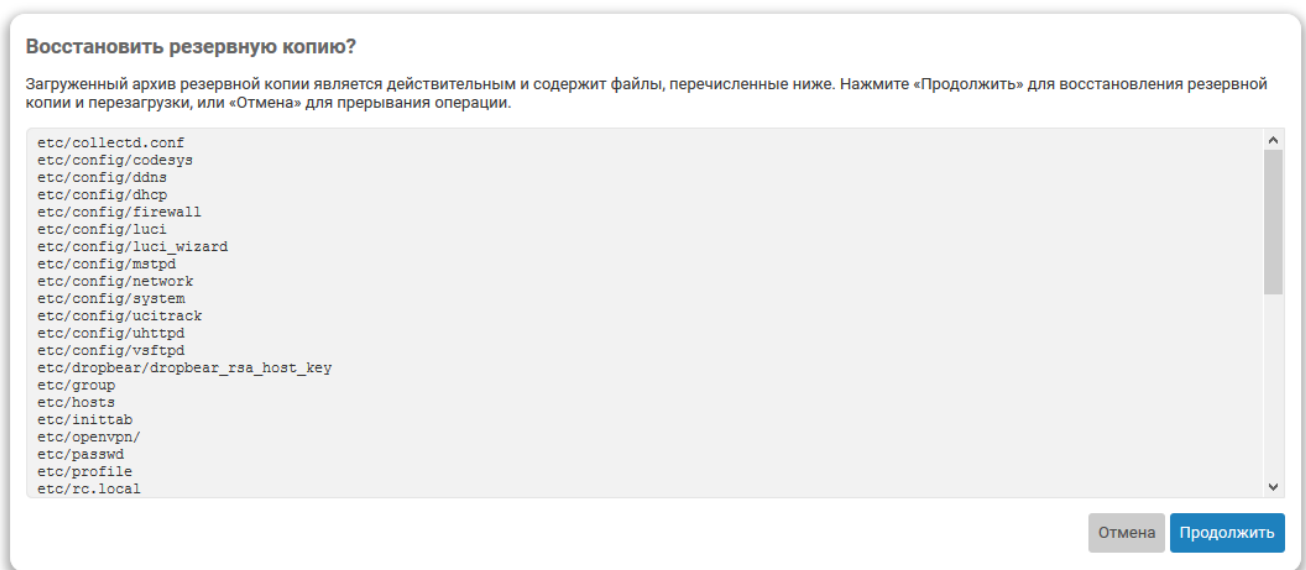 Восстановить резервную копию?
Загруженный архив резервной копии является действительным и содержит файлы, перечисленные ниже. Нажмите «Продолжить» для восстановления резервной
копии и перезагрузки, или «Отмена» для прерывания операции.
etc/collectd.conf
etc/config/codesys
etc/config/ddns
etc/config/dhcp
etc/config/firewall
etc/config/luci
etc/config/luci_wizard
etc/config/mstpd
etc/config/network
etc/config/system
etc/config/ucitrack
etc/config/uhttpd
etc/config/vsftpd
etc/dropbear/dropbear_rsa_host_key
etc/group
etc/hosts
etc/inittab
etc/openvpn/
etc/passwd
etc/profile
etc/rc.local
Отмена Продолжить